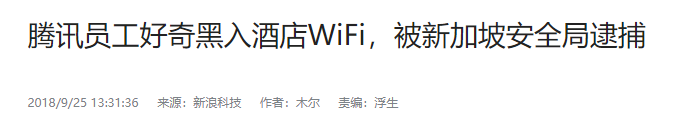 腾讯员工好奇黑入酒店WiFi，被新加坡安全局逮捕
2018/9/25 13:31:36 来源：新浪科技 作者：木尔 责编：浮生